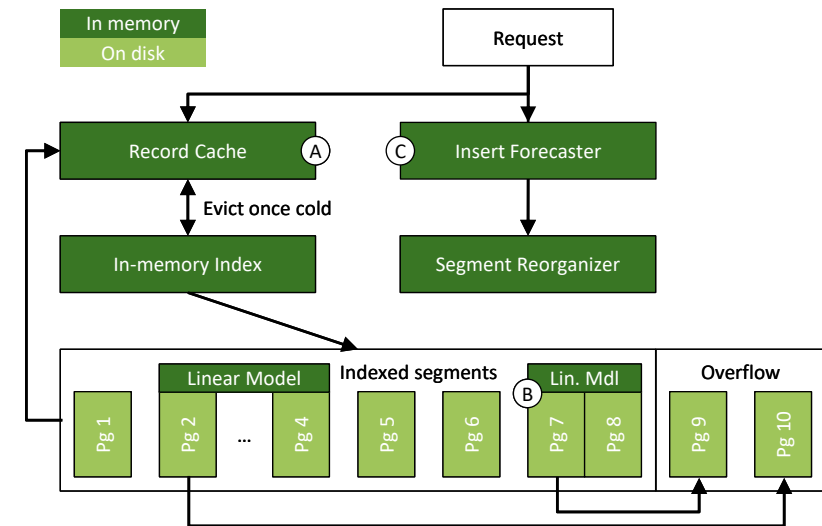 In memory
On disk
Request
Record Cache
A
C
Insert Forecaster
Evict once cold
In-memory Index
Segment Reorganizer
Linear Model
Indexed segments
Lin. Mdl
Overflow
B
Pg 1
Pg 2
...
Pg 4
Pg 5
Pg 6
Pg 7
Pg 8
Pg 9
Pg 10